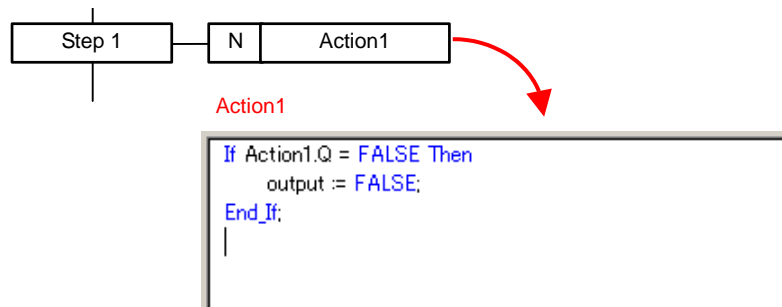 Step 1 N Action1
Action1
If Action1.Q = FALSE Then
output := FALSE;
End_If;